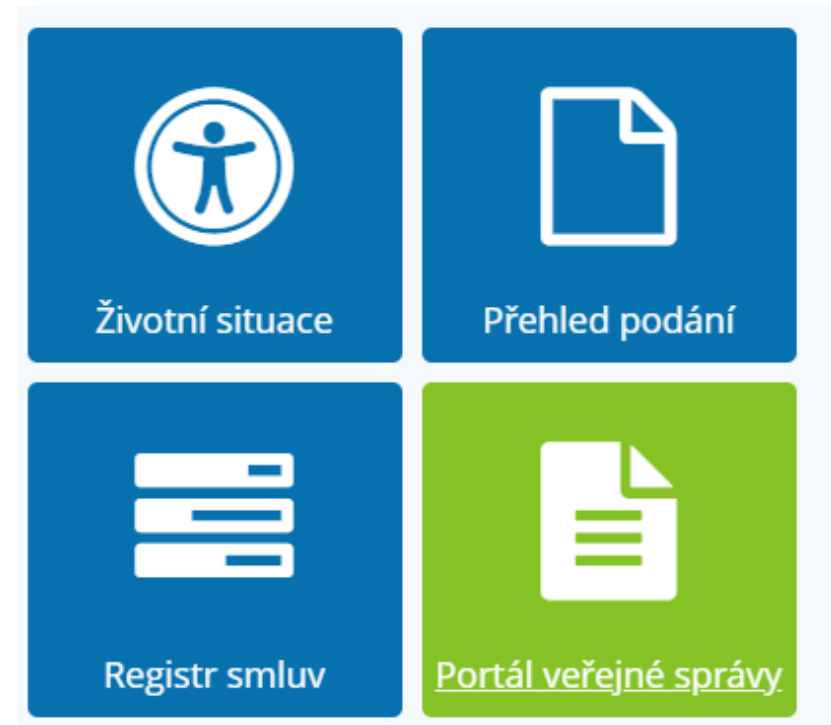 Životní situace
Přehled podání
Registr smluv
Portál veřejné správy